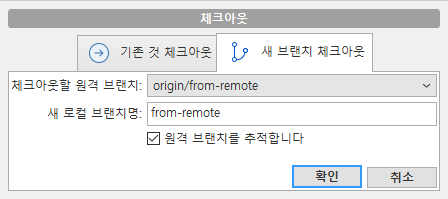 체크아웃
기존 것 체크아웃
새 브랜치 체크아웃
체크아웃할 원격 브랜치: origin/from-remote
새 로컬 브랜치명: from-remote
원격 브랜치를 추적합니다
확인 취소